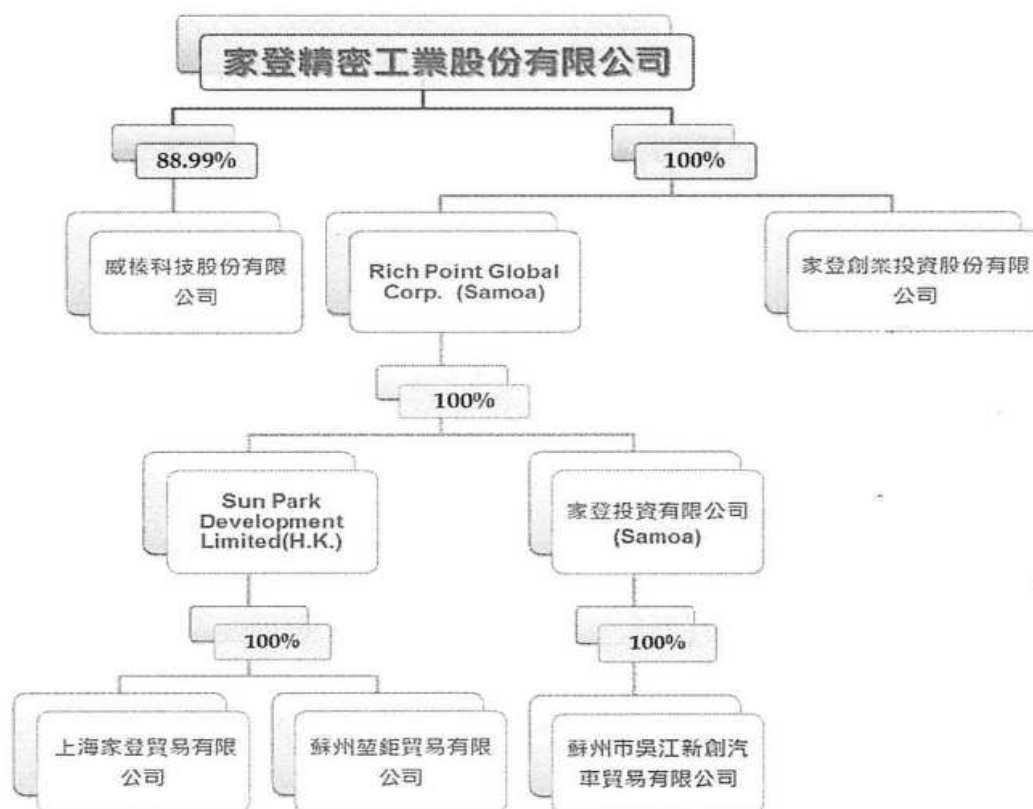 家登精密工業股份有限公司
88.99%
100%
威榛科技股份有限
公司
Rich Point Global
Corp. (Samoa)
家登創業投資股份有限
公司
100%
Sun Park
Development
Limited(H.K.)
家登投資有限公司
(Samoa)
100%
100%
上海家登貿易有限
公司
蘇州堃鉅貿易有限
公司
蘇州市吳江新創汽
車貿易有限公司